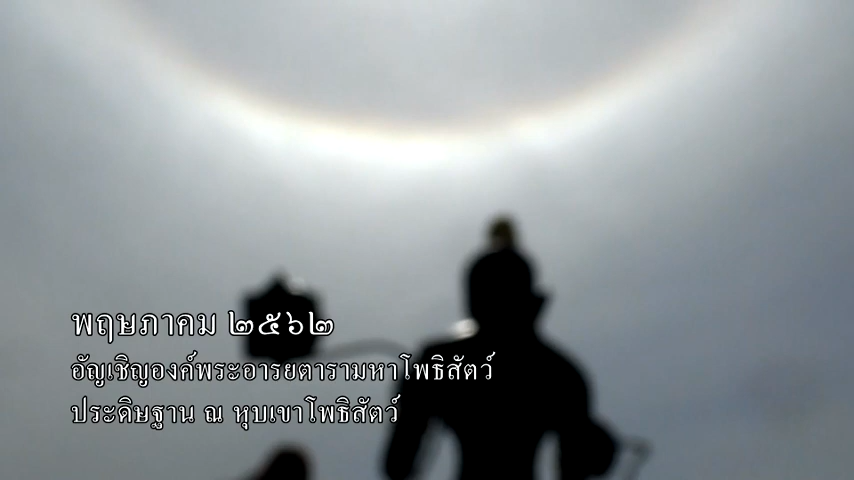 พฤษภาคม ๒๕๖๒
อัญเชิญองค์พระอารยตารามหาโพธิสัตว์
ประดิษฐาน ณ หุบเขาโพธิสัตว์